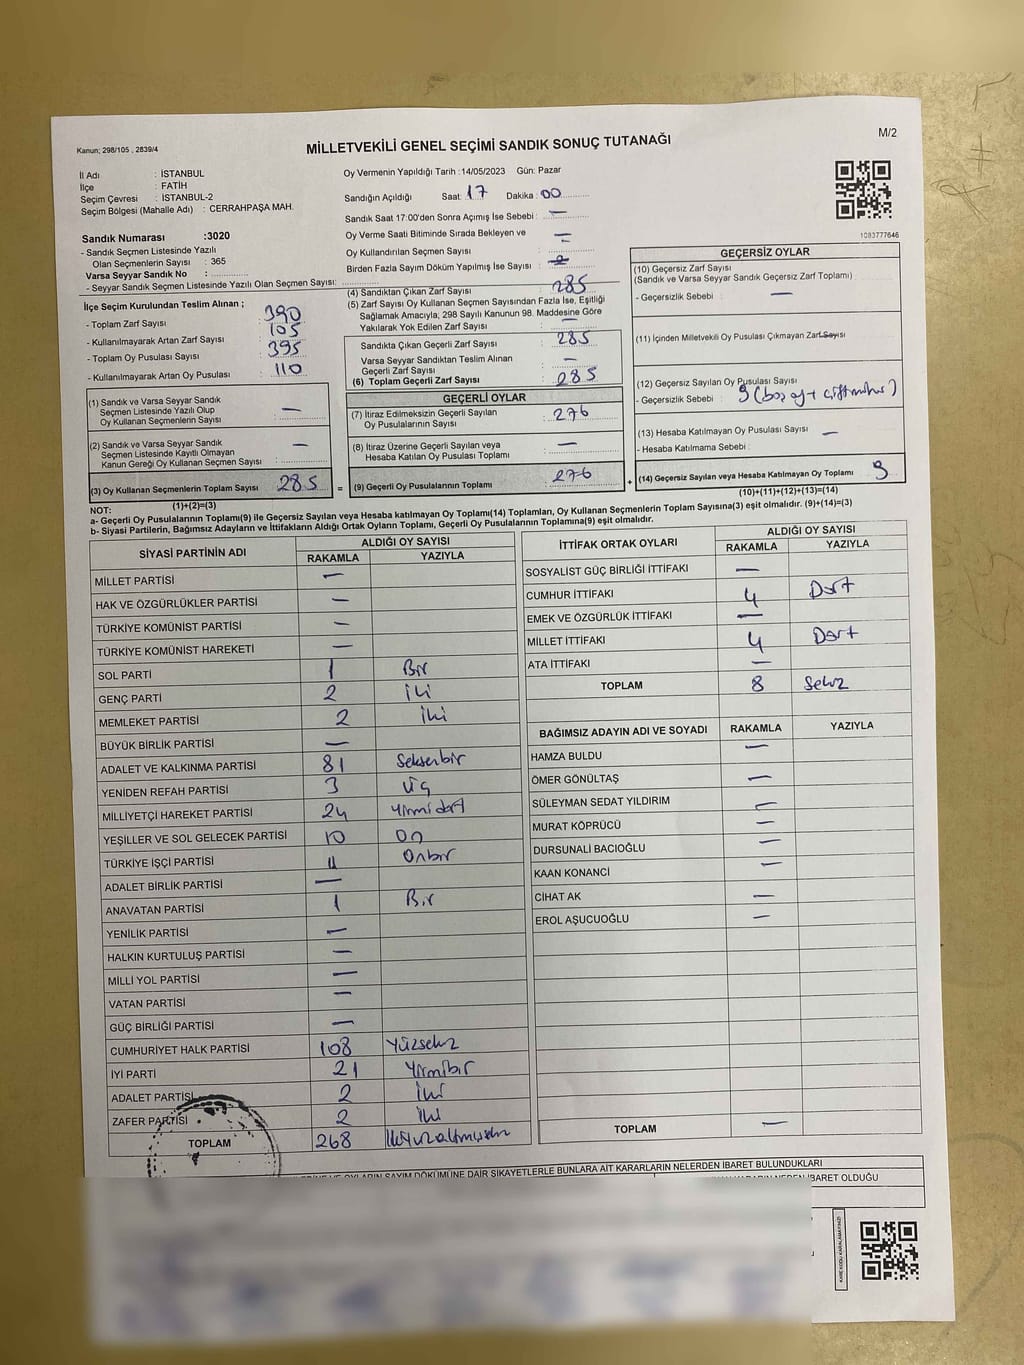 M/2
Kanun; 298/105 , 2839/4
MİLLETVEKİLİ GENEL SEÇİMİ SANDIK SONUÇ TUTANAĞI
İl Adı : İSTANBUL
İlçe : FATİH
Seçim Çevresi : İSTANBUL-2
Seçim Bölgesi (Mahalle Adı) : CERRAHPAŞA MAH.
Oy Vermenin Yapıldığı Tarih :14/05/2023 Gün: Pazar
Sandığın Açıldığı Saat: 17 Dakika: 00
Sandık Saat 17:00'den Sonra Açımış İse Sebebi : —
Oy Verme Saati Bitiminde Sırada Bekleyen ve
Oy Kullandırılan Seçmen Sayısı : —
Birden Fazla Sayım Döküm Yapılmış İse Sayısı :
1083777646
Sandık Numarası :3020
- Sandık Seçmen Listesinde Yazılı
Olan Seçmenlerin Sayısı : 365
Varsa Seyyar Sandık No :
- Seyyar Sandık Seçmen Listesinde Yazılı Olan Seçmen Sayısı:
İlçe Seçim Kurulundan Teslim Alınan ;
- Toplam Zarf Sayısı : 390
- Kullanılmayarak Artan Zarf Sayısı : 105
- Toplam Oy Pusulası Sayısı : 395
- Kullanılmayarak Artan Oy Pusulası : 110
(1) Sandık ve Varsa Seyyar Sandık
Seçmen Listesinde Yazılı Olup
Oy Kullanan Seçmenlerin Sayısı : —
(2) Sandık ve Varsa Seyyar Sandık
Seçmen Listesinde Kayıtlı Olmayan
Kanun Gereği Oy Kullanan Seçmen Sayısı : —
(3) Oy Kullanan Seçmenlerin Toplam Sayısı 285
(1)+(2)=(3)
(4) Sandıktan Çıkan Zarf Sayısı : 285
(5) Zarf Sayısı Oy Kullanan Seçmen Sayısından Fazla İse, Eşitliği
Sağlamak Amacıyla; 298 Sayılı Kanunun 98. Maddesine Göre
Yakılarak Yok Edilen Zarf Sayısı : —
Sandıkta Çıkan Geçerli Zarf Sayısı : 285
Varsa Seyyar Sandıktan Teslim Alınan
Geçerli Zarf Sayısı : —
(6) Toplam Geçerli Zarf Sayısı : 285
GEÇERLİ OYLAR
(7) İtiraz Edilmeksizin Geçerli Sayılan
Oy Pusulalarının Sayısı : 276
(8) İtiraz Üzerine Geçerli Sayılan veya
Hesaba Katılan Oy Pusulası Toplamı : —
= (9) Geçerli Oy Pusulalarının Toplamı : 276
GEÇERSİZ OYLAR
(10) Geçersiz Zarf Sayısı
(Sandık ve Varsa Seyyar Sandık Geçersiz Zarf Toplamı)
- Geçersizlik Sebebi : —
(11) İçinden Milletvekili Oy Pusulası Çıkmayan Zarf Sayısı
(12) Geçersiz Sayılan Oy Pusulası Sayısı
- Geçersizlik Sebebi : 9 (boş oy + çift mühür)
(13) Hesaba Katılmayan Oy Pusulası Sayısı —
- Hesaba Katılmama Sebebi :
+ (14) Geçersiz Sayılan veya Hesaba Katılmayan Oy Toplamı 9
(10)+(11)+(12)+(13)=(14)
NOT:
a- Geçerli Oy Pusulalarının Toplamı(9) ile Geçersiz Sayılan veya Hesaba katılmayan Oy Toplamı(14) Toplamları, Oy Kullanan Seçmenlerin Toplam Sayısına(3) eşit olmalıdır. (9)+(14)=(3)
b- Siyasi Partilerin, Bağımsız Adayların ve İttifakların Aldığı Ortak Oyların Toplamı, Geçerli Oy Pusulalarının Toplamına(9) eşit olmalıdır.
SİYASİ PARTİNİN ADI ALDIĞI OY SAYISI
RAKAMLA YAZIYLA
MİLLET PARTİSİ —
HAK VE ÖZGÜRLÜKLER PARTİSİ —
TÜRKİYE KOMÜNİST PARTİSİ —
TÜRKİYE KOMÜNİST HAREKETİ —
SOL PARTİ 1 Bir
GENÇ PARTİ 2 İki
MEMLEKET PARTİSİ 2 İki
BÜYÜK BİRLİK PARTİSİ —
ADALET VE KALKINMA PARTİSİ 81 Seksenbir
YENİDEN REFAH PARTİSİ 3 Üç
MİLLİYETÇİ HAREKET PARTİSİ 24 Yirmidört
YEŞİLLER VE SOL GELECEK PARTİSİ 10 On
TÜRKİYE İŞÇİ PARTİSİ 11 Onbir
ADALET BİRLİK PARTİSİ —
ANAVATAN PARTİSİ 1 Bir
YENİLİK PARTİSİ —
HALKIN KURTULUŞ PARTİSİ —
MİLLİ YOL PARTİSİ —
VATAN PARTİSİ —
GÜÇ BİRLİĞİ PARTİSİ —
CUMHURİYET HALK PARTİSİ 108 Yüzsekiz
İYİ PARTİ 21 Yirmibir
ADALET PARTİSİ 2 İki
ZAFER PARTİSİ 2 İki
TOPLAM 268 İkiyüzaltmışsekiz
İTTİFAK ORTAK OYLARI ALDIĞI OY SAYISI
RAKAMLA YAZIYLA
SOSYALİST GÜÇ BİRLİĞİ İTTİFAKI —
CUMHUR İTTİFAKI 4 Dört
EMEK VE ÖZGÜRLÜK İTTİFAKI —
MİLLET İTTİFAKI 4 Dört
ATA İTTİFAKI —
TOPLAM 8 Sekiz
BAĞIMSIZ ADAYIN ADI VE SOYADI RAKAMLA YAZIYLA
HAMZA BULDU —
ÖMER GÖNÜLTAŞ —
SÜLEYMAN SEDAT YILDIRIM —
MURAT KÖPRÜCÜ —
DURSUNALİ BACIOĞLU —
KAAN KONANCİ —
CİHAT AK —
EROL AŞUCUOĞLU —
TOPLAM —
OYLARIN SAYIM DÖKÜMÜNE DAİR ŞİKAYETLERLE BUNLARA AİT KARARLARIN NELERDEN İBARET BULUNDUKLARI
İBARET OLDUĞU
KARE KODU KARALAMAYINIZ!